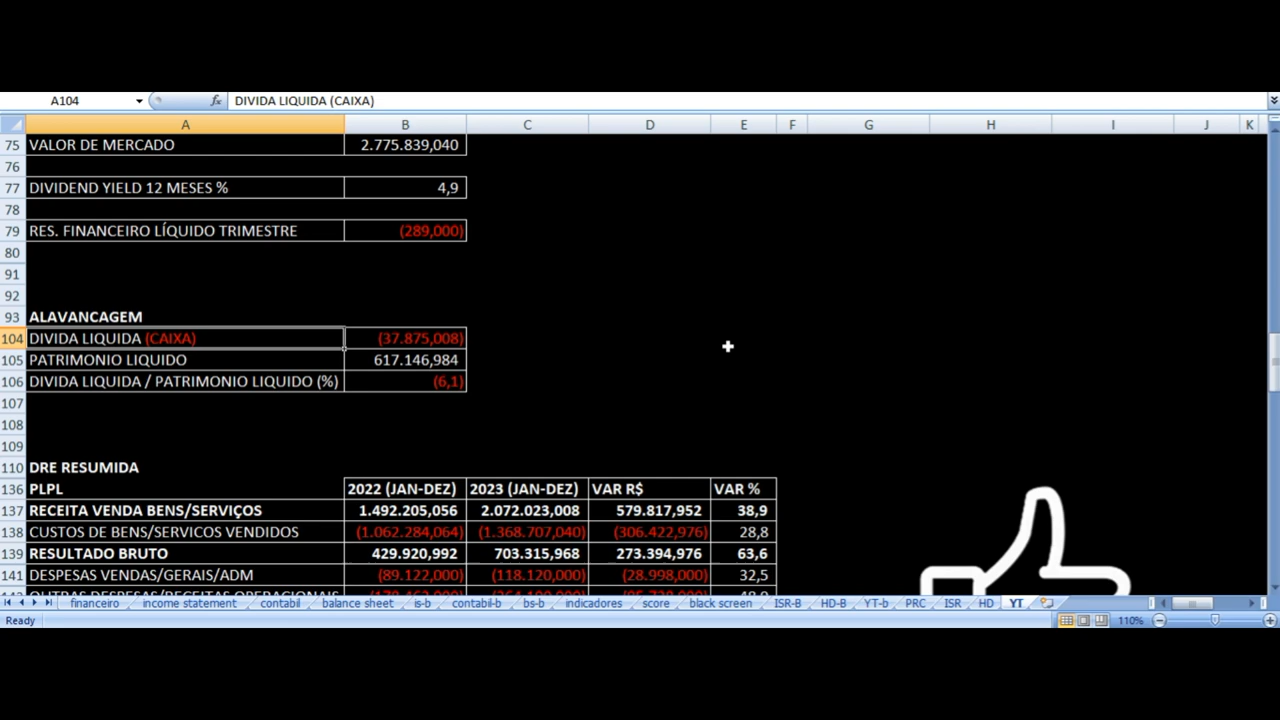 A104 fx DIVIDA LIQUIDA (CAIXA)
A B C D E F G H I J K
75 VALOR DE MERCADO 2.775.839,040
76
77 DIVIDEND YIELD 12 MESES % 4,9
78
79 RES. FINANCEIRO LÍQUIDO TRIMESTRE (289,000)
80
91
92
93 ALAVANCAGEM
104 DIVIDA LIQUIDA (CAIXA) (37.875,008)
105 PATRIMONIO LIQUIDO 617.146,984
106 DIVIDA LIQUIDA / PATRIMONIO LIQUIDO (%) (6,1)
107
108
109
110 DRE RESUMIDA
136 PLPL 2022 (JAN-DEZ) 2023 (JAN-DEZ) VAR R$ VAR %
137 RECEITA VENDA BENS/SERVIÇOS 1.492.205,056 2.072.023,008 579.817,952 38,9
138 CUSTOS DE BENS/SERVICOS VENDIDOS (1.062.284,064) (1.368.707,040) (306.422,976) 28,8
139 RESULTADO BRUTO 429.920,992 703.315,968 273.394,976 63,6
141 DESPESAS VENDAS/GERAIS/ADM (89.122,000) (118.120,000) (28.998,000) 32,5
OUTRAS DESPESAS/RECEITAS OPERACIONAIS
financeiro income statement contabil balance sheet is-b contabil-b bs-b indicadores score black screen ISR-B HD-B YT-b PRC ISR HD YT
Ready 110%